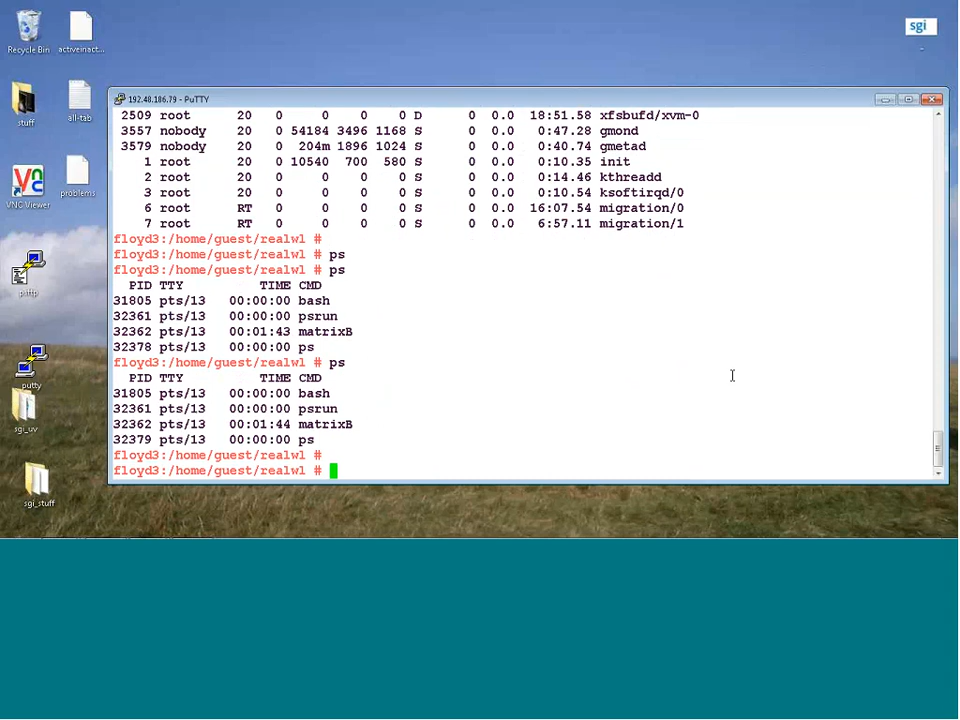 Recycle Bin
activeinact...
sgi
stuff
all-tab
VNC Viewer
problems
psftp
putty
sgi_uv
sgi_stuff
192.48.186.79 - PuTTY
2509 root 20 0 0 0 0 D 0 0.0 18:51.58 xfsbufd/xvm-0
3557 nobody 20 0 54184 3496 1168 S 0 0.0 0:47.28 gmond
3579 nobody 20 0 204m 1896 1024 S 0 0.0 0:40.74 gmetad
1 root 20 0 10540 700 580 S 0 0.0 0:10.35 init
2 root 20 0 0 0 0 S 0 0.0 0:14.46 kthreadd
3 root 20 0 0 0 0 S 0 0.0 0:10.54 ksoftirqd/0
6 root RT 0 0 0 0 S 0 0.0 16:07.54 migration/0
7 root RT 0 0 0 0 S 0 0.0 6:57.11 migration/1
floyd3:/home/guest/realwl #
floyd3:/home/guest/realwl # ps
floyd3:/home/guest/realwl # ps
PID TTY TIME CMD
31805 pts/13 00:00:00 bash
32361 pts/13 00:00:00 psrun
32362 pts/13 00:01:43 matrixB
32378 pts/13 00:00:00 ps
floyd3:/home/guest/realwl # ps
PID TTY TIME CMD
31805 pts/13 00:00:00 bash
32361 pts/13 00:00:00 psrun
32362 pts/13 00:01:44 matrixB
32379 pts/13 00:00:00 ps
floyd3:/home/guest/realwl #
floyd3:/home/guest/realwl #